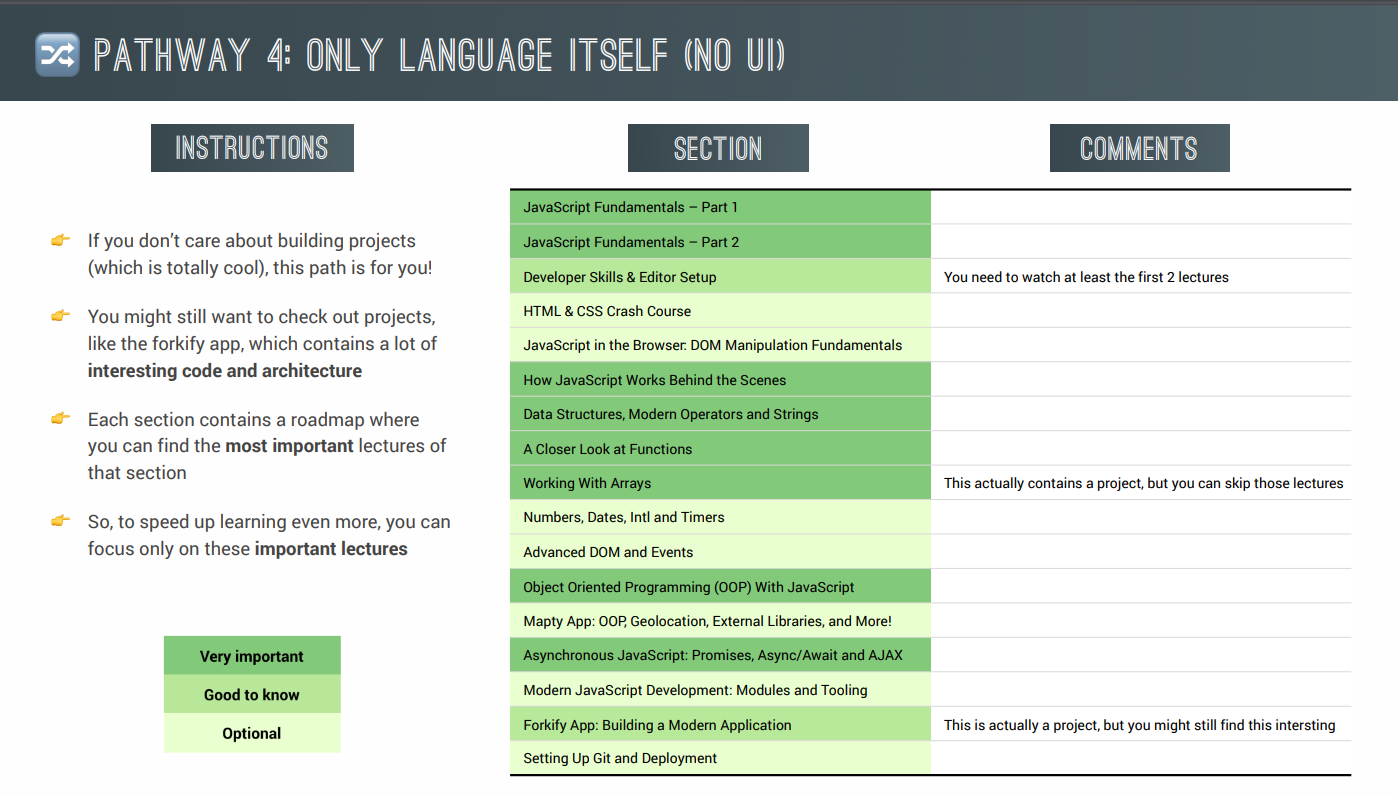 PATHWAY 4: ONLY LANGUAGE ITSELF (NO UI)
INSTRUCTIONS
If you don’t care about building projects
(which is totally cool), this path is for you!
You might still want to check out projects,
like the forkify app, which contains a lot of
interesting code and architecture
Each section contains a roadmap where
you can find the most important lectures of
that section
So, to speed up learning even more, you can
focus only on these important lectures
Very important
Good to know
Optional
SECTION
COMMENTS
JavaScript Fundamentals – Part 1
JavaScript Fundamentals – Part 2
Developer Skills & Editor Setup
You need to watch at least the first 2 lectures
HTML & CSS Crash Course
JavaScript in the Browser: DOM Manipulation Fundamentals
How JavaScript Works Behind the Scenes
Data Structures, Modern Operators and Strings
A Closer Look at Functions
Working With Arrays
This actually contains a project, but you can skip those lectures
Numbers, Dates, Intl and Timers
Advanced DOM and Events
Object Oriented Programming (OOP) With JavaScript
Mapty App: OOP, Geolocation, External Libraries, and More!
Asynchronous JavaScript: Promises, Async/Await and AJAX
Modern JavaScript Development: Modules and Tooling
Forkify App: Building a Modern Application
This is actually a project, but you might still find this intersting
Setting Up Git and Deployment